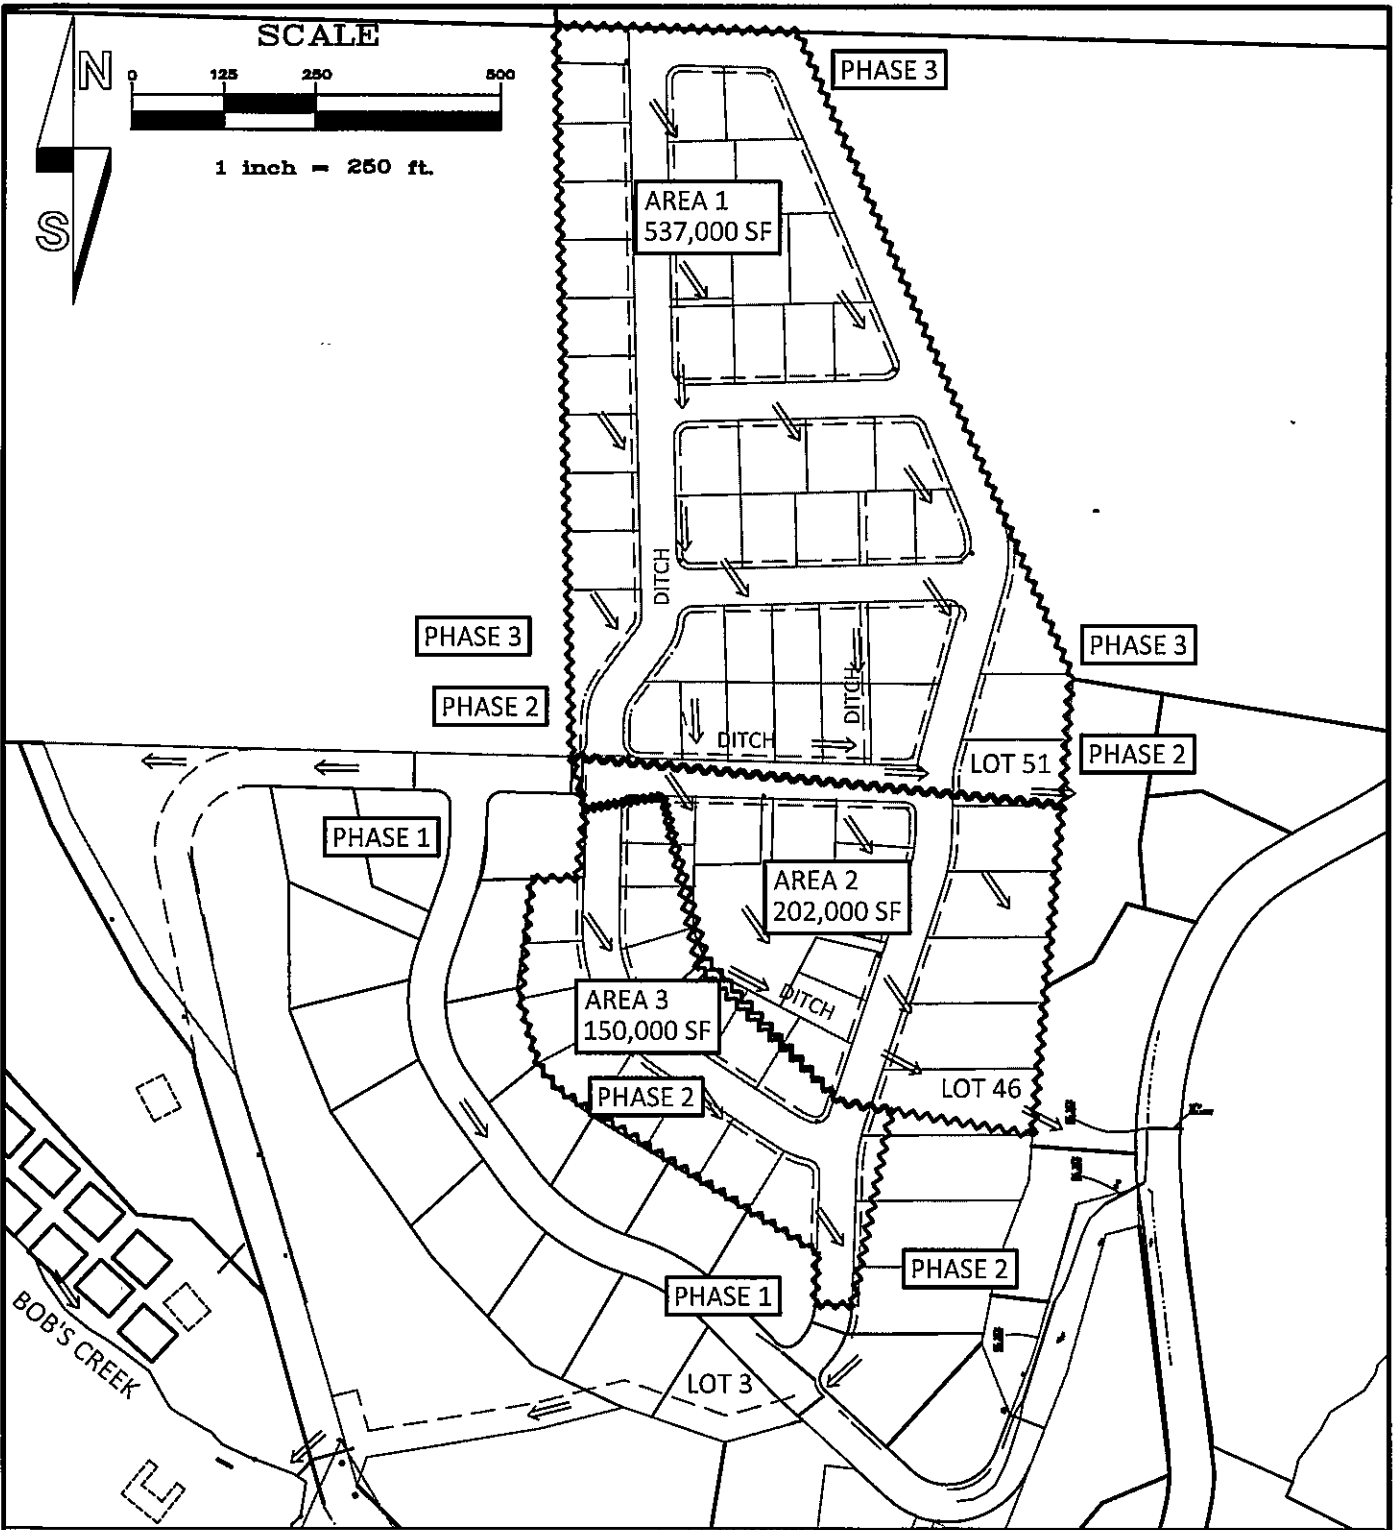 SCALE
N
0 125 250 500
1 inch = 250 ft.
S
PHASE 3
AREA 1
537,000 SF
DITCH
PHASE 3
PHASE 3
PHASE 2
DITCH
DITCH
LOT 51
PHASE 2
PHASE 1
AREA 2
202,000 SF
DITCH
AREA 3
150,000 SF
PHASE 2
LOT 46
PHASE 2
PHASE 1
BOB'S CREEK
LOT 3